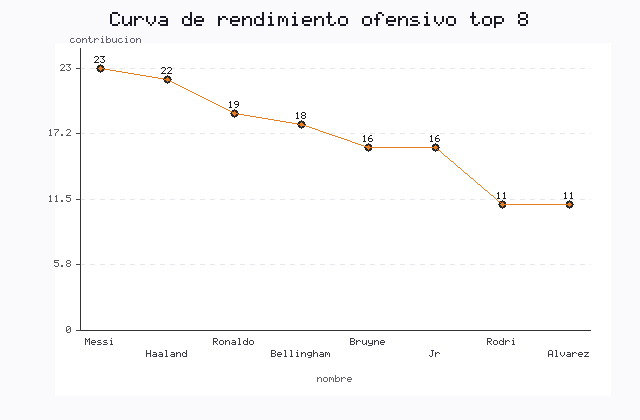 Curva de rendimiento ofensivo top 8
contribucion
23
22
19
18
16
16
11
11
23
17.2
11.5
5.8
0
Messi
Haaland
Ronaldo
Bellingham
Bruyne
Jr
Rodri
Alvarez
nombre